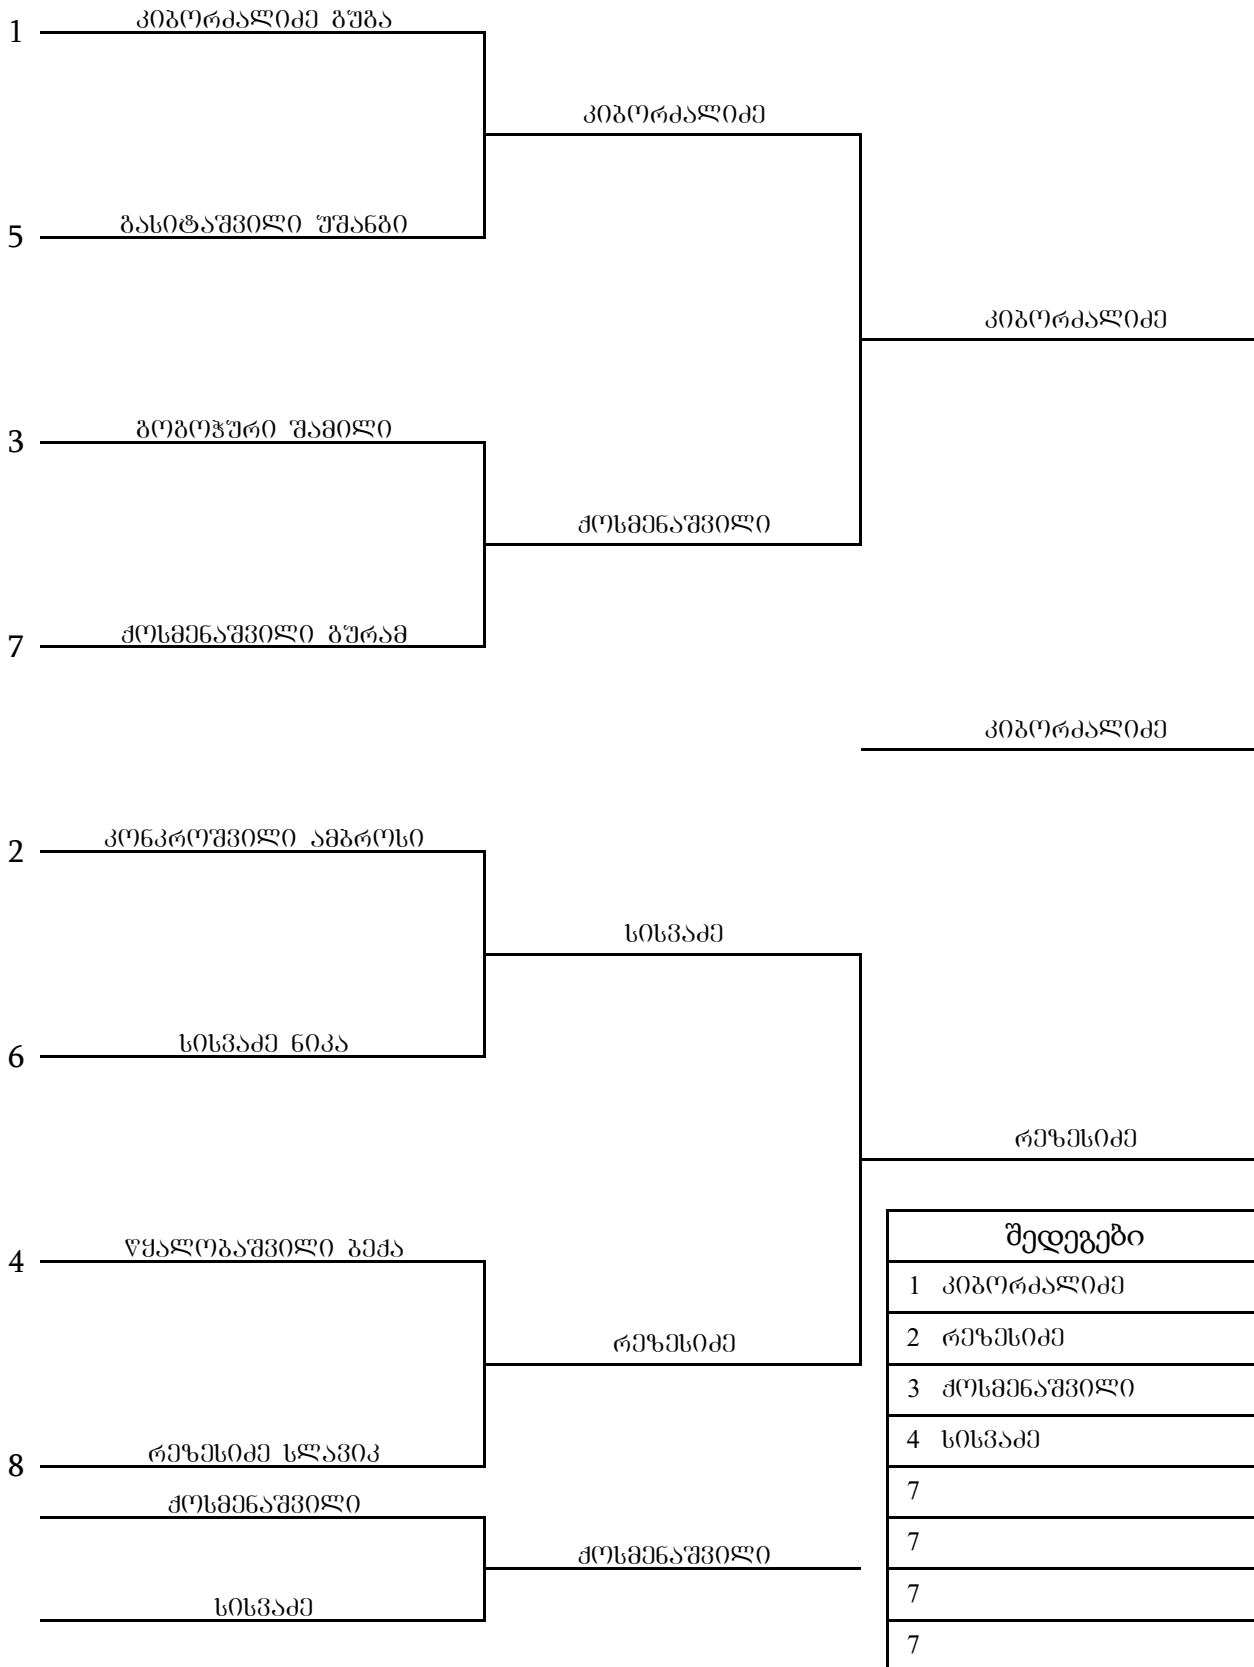 1 კიბორძალიძე გუგა
კიბორძალიძე
5 გასიტაშვილი უშანგი
კიბორძალიძე
3 გოგოჭური შამილი
ქოსმენაშვილი
7 ქოსმენაშვილი გურამ
კიბორძალიძე
2 კონკროშვილი ამბროსი
სისვაძე
6 სისვაძე ნიკა
რეზესიძე
4 წყალობაშვილი ბექა
რეზესიძე
8 რეზესიძე სლავიკ
ქოსმენაშვილი
ქოსმენაშვილი
სისვაძე
შედეგები
1 კიბორძალიძე
2 რეზესიძე
3 ქოსმენაშვილი
4 სისვაძე
7
7
7
7